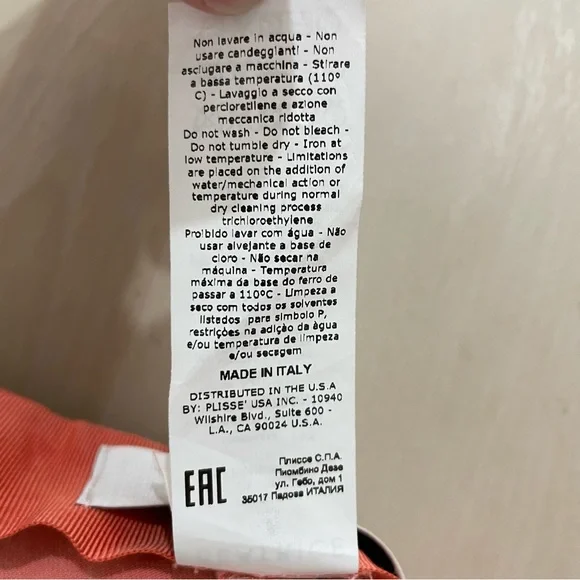 Non lavare in acqua - Non
usare candeggianti - Non
asciugare a macchina - Stirare
a bassa temperatura (110°
C) - Lavaggio a secco con
percloretilene e azione
meccanica ridotta
Do not wash - Do not bleach -
Do not tumble dry - Iron at
low temperature - Limitations
are placed on the addition of
water/mechanical action or
temperature during normal
dry cleaning process
trichloroethylene
Proibido lavar com água - Não
usar alvejante a base de
cloro - Não secar na
máquina - Temperatura
máxima da base do ferro de
passar a 110ºC - Limpeza a
seco com todos os solventes
listados para simbolo P,
restrições na adição da água
e/ou temperatura de limpeza
e/ou secagem
MADE IN ITALY
DISTRIBUTED IN THE U.S.A
BY: PLISSE' USA INC. - 10940
Wilshire Blvd., Suite 600 -
L.A., CA 90024 U.S.A.
EAC
Плиссе С.П.А.
Пиомбино Дезе
ул. Гебо, дом 1
35017 Падова ИТАЛИЯ